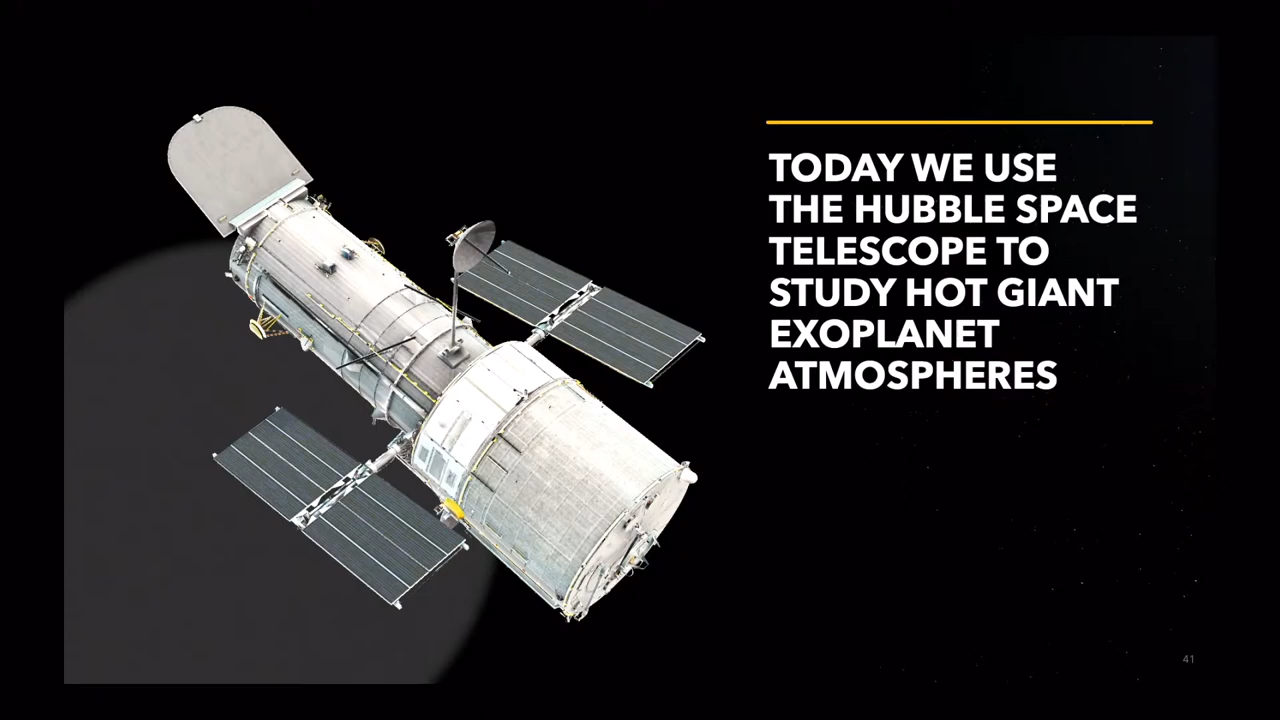 TODAY WE USE
THE HUBBLE SPACE
TELESCOPE TO
STUDY HOT GIANT
EXOPLANET
ATMOSPHERES
41